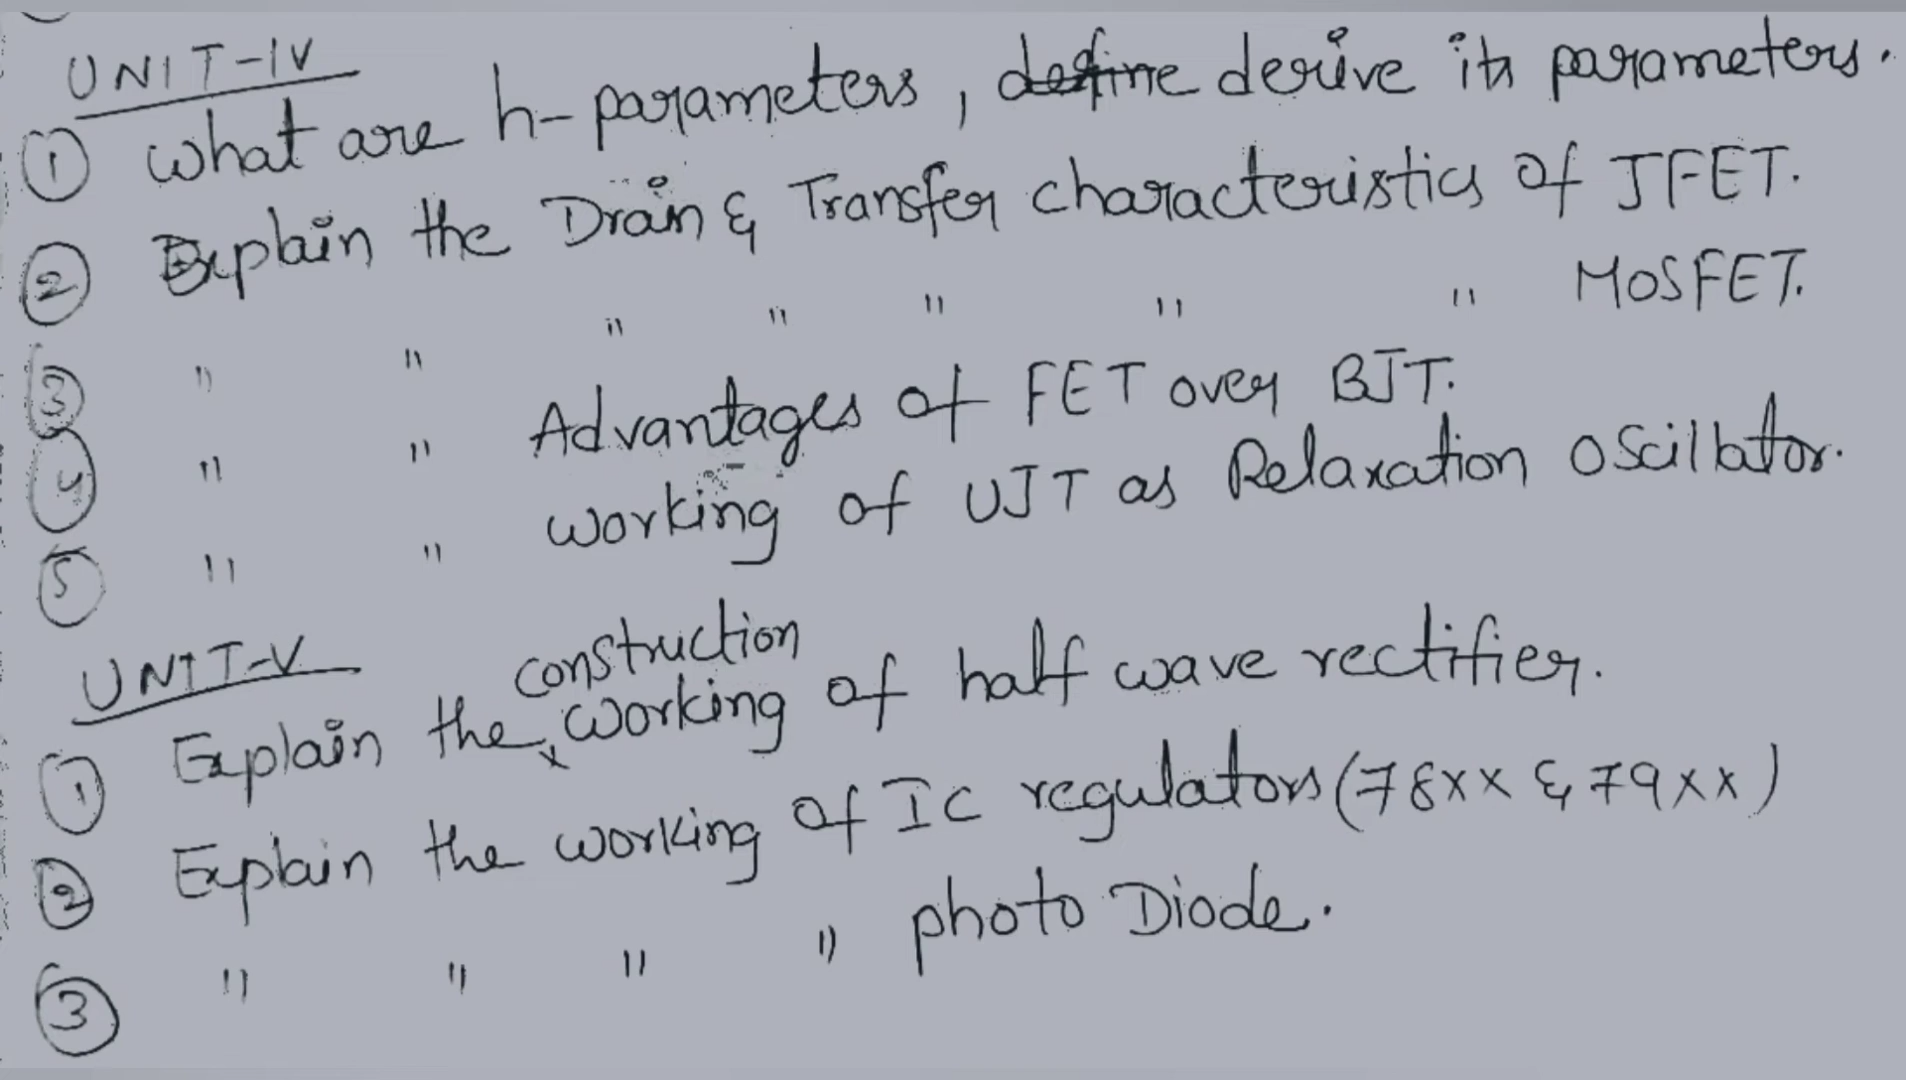 UNIT-IV
① What are h-parameters, define derive its parameters.
② Explain the Drain & Transfer characteristics of JFET.
③ " " " " " " " MOSFET.
④ " " Advantages of FET over BJT.
⑤ " " working of UJT as Relaxation oscillator.
UNIT-V
construction
① Explain the working of half wave rectifier.
② Explain the working of IC regulators (78xx & 79xx)
③ " " " " photo Diode.